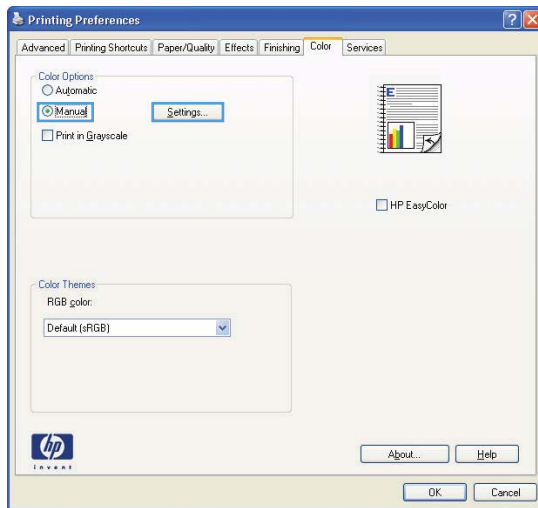 Printing Preferences
Advanced Printing Shortcuts Paper/Quality Effects Finishing Color Services
Color Options
Automatic
Manual Settings...
Print in Grayscale
E
HP EasyColor
Color Themes
RGB color:
Default (sRGB)
hp
invent
About... Help
OK Cancel